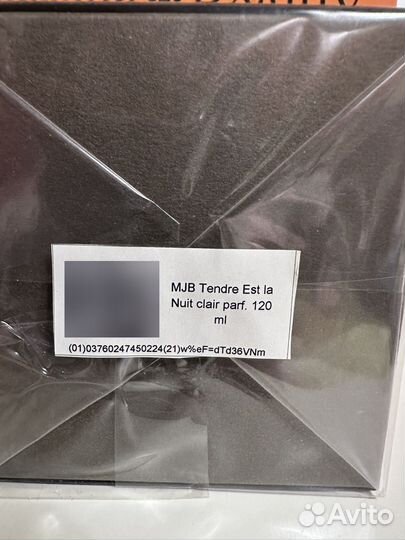 MJB Tendre Est la
Nuit clair parf. 120
ml
(01)03760247450224(21)w%eF=dTd36VNm
Avito